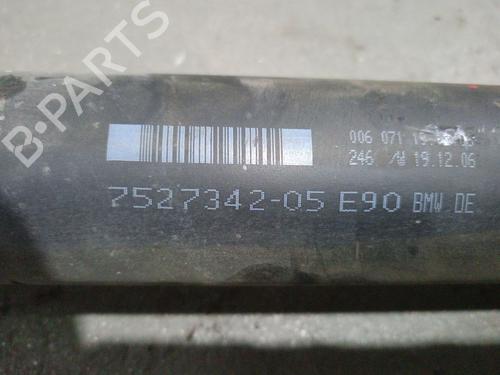 B-PARTS
006 071
246 /W 19.12.06
7527342-05 E90 BMW DE